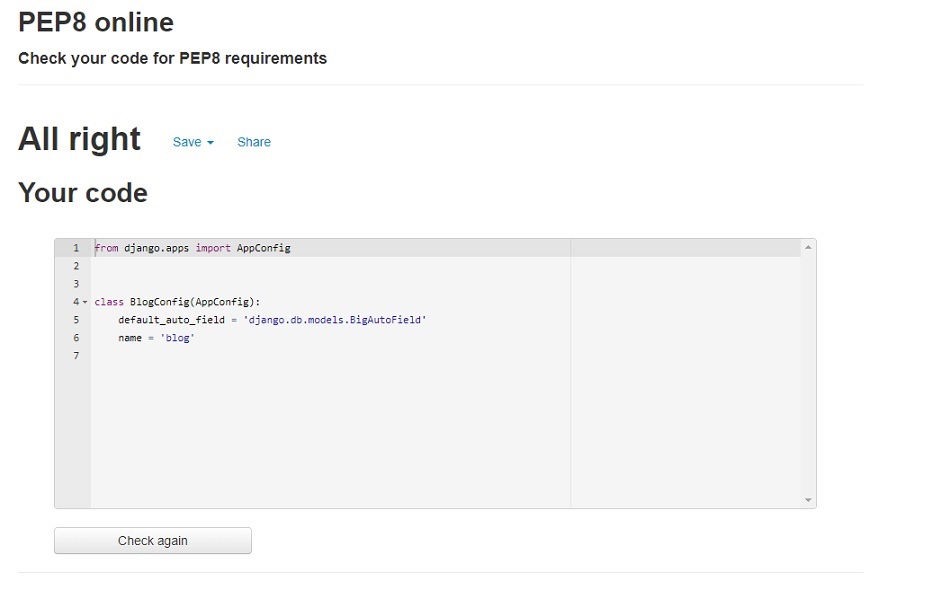 PEP8 online
Check your code for PEP8 requirements
All right Save Share
Your code
1 from django.apps import AppConfig
2
3
4 class BlogConfig(AppConfig):
5     default_auto_field = 'django.db.models.BigAutoField'
6     name = 'blog'
7
Check again